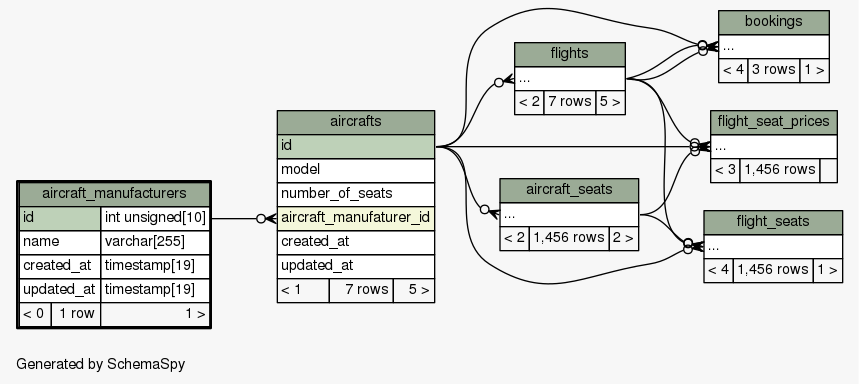 aircraft_manufacturers
id int unsigned[10]
name varchar[255]
created_at timestamp[19]
updated_at timestamp[19]
< 0 1 row 1 >
aircrafts
id
model
number_of_seats
aircraft_manufaturer_id
created_at
updated_at
< 1 7 rows 5 >
flights
...
< 2 7 rows 5 >
aircraft_seats
...
< 2 1,456 rows 2 >
bookings
...
< 4 3 rows 1 >
flight_seat_prices
...
< 3 1,456 rows
flight_seats
...
< 4 1,456 rows 1 >
Generated by SchemaSpy